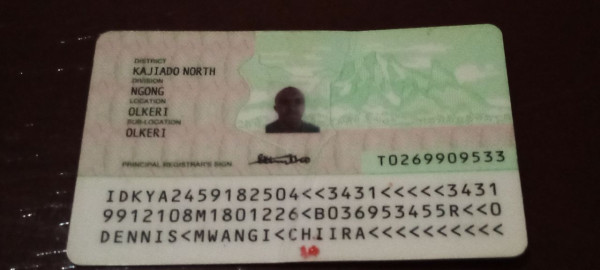 DISTRICT
KAJIADO NORTH
DIVISION
NGONG
LOCATION
OLKERI
SUB-LOCATION
OLKERI
PRINCIPAL REGISTRAR'S SIGN.
T0269909533
IDKYA2459182504<<3431<<<<<3431
9912108M1801226<B036953455R<<0
DENNIS<MWANGI<CHIIRA<<<<<<<<<<